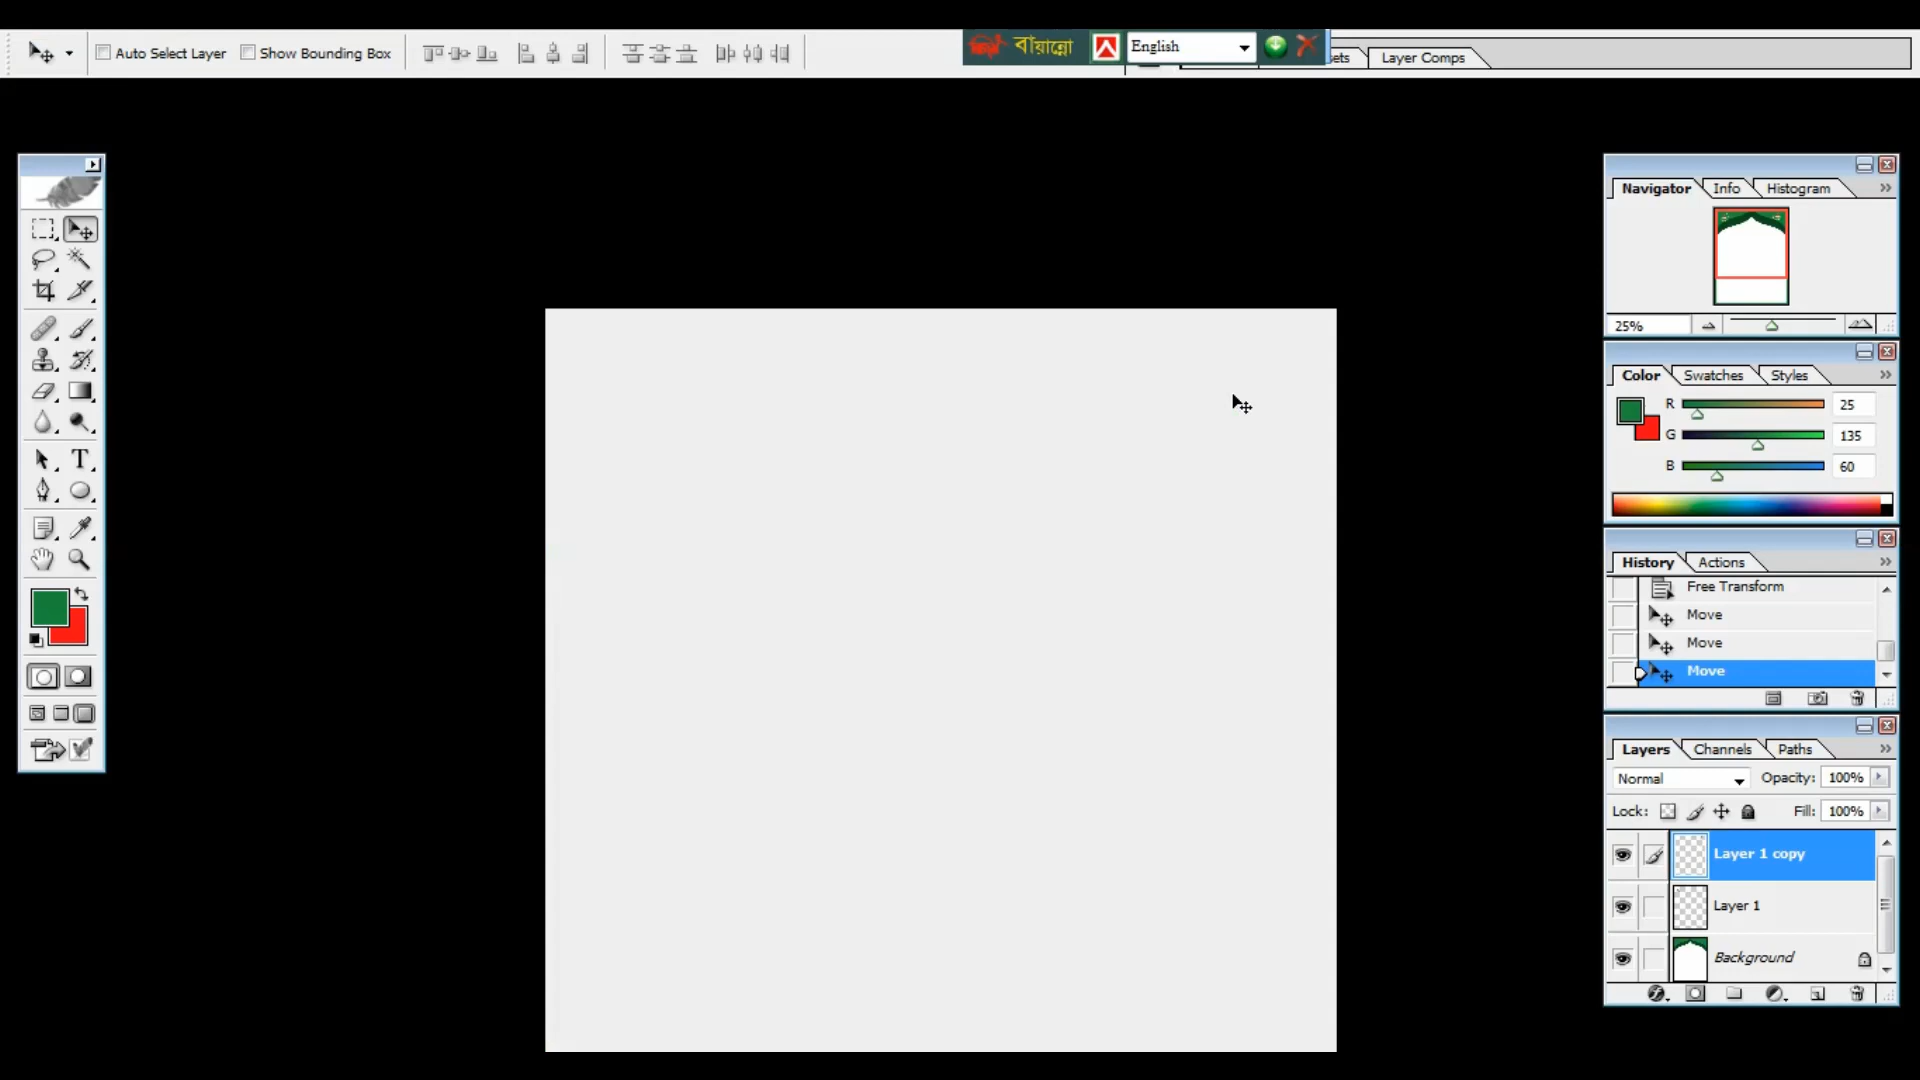 Auto Select Layer
Show Bounding Box
বায়ান্নো
English
sets
Layer Comps
Navigator
Info
Histogram
25%
Color
Swatches
Styles
R
25
G
135
B
60
T
History
Actions
Free Transform
Move
Move
Move
Layers
Channels
Paths
Normal
Opacity:
100%
Lock:
Fill:
100%
Layer 1 copy
Layer 1
Background